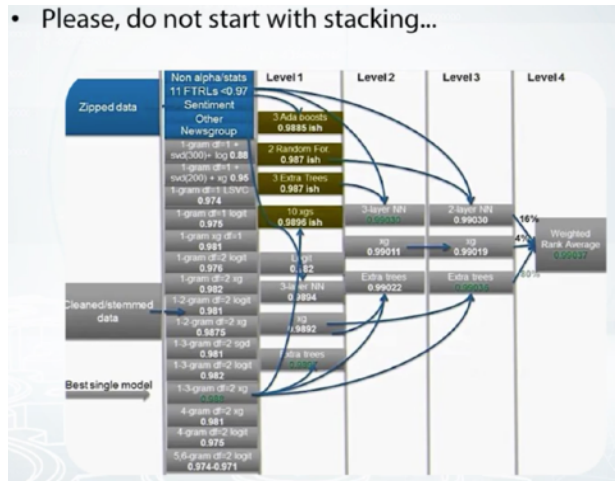 • Please, do not start with stacking...
Zipped data
Non alpha/stats
11 FTRLs <0.97
Sentiment
Other
Newsgroup
1-gram df=1 +
svd(300)+ log 0.88
1-gram df=1 +
svd(200) + xg 0.95
1-gram df=1 LSVC
0.974
1-gram df=1 logit
0.975
1-gram xg df=1
0.981
1-gram df=2 logit
0.976
1-gram df=2 xg
0.982
1-2-gram df=2 logit
0.981
1-2-gram df=2 xg
0.9875
1-3-gram df=2 sgd
0.981
1-3-gram df=2 logit
0.982
1-3-gram df=2 xg
4-gram df=2 xg
0.981
4-gram df=2 logit
0.975
5,6-gram df=2 logit
0.974-0.971
Cleaned/stemmed
data
Best single model
Level 1
3 Ada boosts
0.9885 ish
2 Random For.
0.987 ish
3 Extra Trees
0.987 ish
10 xgs
0.9896 ish
Logit
3-layer NN
0.9894
xg
0.9892
Extra trees
Level 2
3-layer NN
xg
0.99011
Extra trees
0.99022
Level 3
2-layer NN
0.99030
xg
0.99019
Extra trees
Level 4
16%
4%
80%
Weighted
Rank Average
0.99037